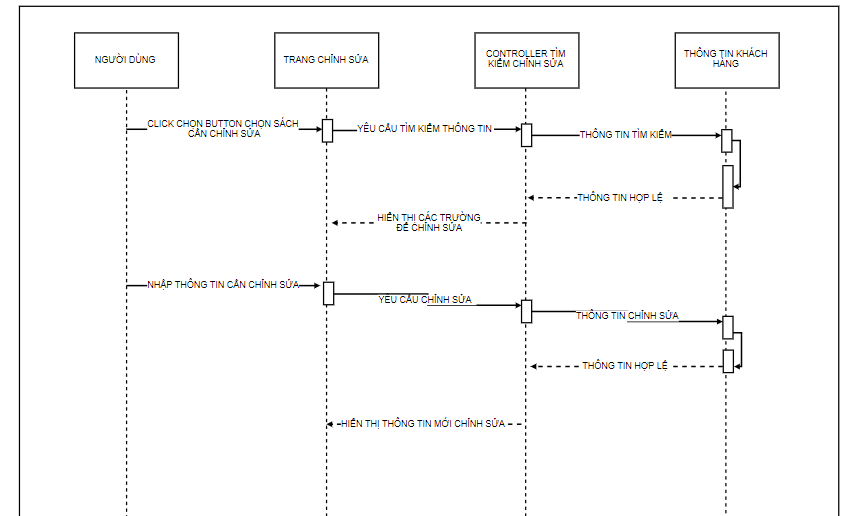 NGƯỜI DÙNG
TRANG CHỈNH SỬA
CONTROLLER TÌM
KIẾM CHỈNH SỬA
THÔNG TIN KHÁCH
HÀNG
CLICK CHỌN BUTTON CHỌN SÁCH
CẦN CHỈNH SỬA
YÊU CẦU TÌM KIẾM THÔNG TIN
THÔNG TIN TÌM KIẾM
THÔNG TIN HỢP LỆ
HIỂN THỊ CÁC TRƯỜNG
ĐỂ CHỈNH SỬA
NHẬP THÔNG TIN CẦN CHỈNH SỬA
YÊU CẦU CHỈNH SỬA
THÔNG TIN CHỈNH SỬA
THÔNG TIN HỢP LỆ
HIỂN THỊ THÔNG TIN MỚI CHỈNH SỬA